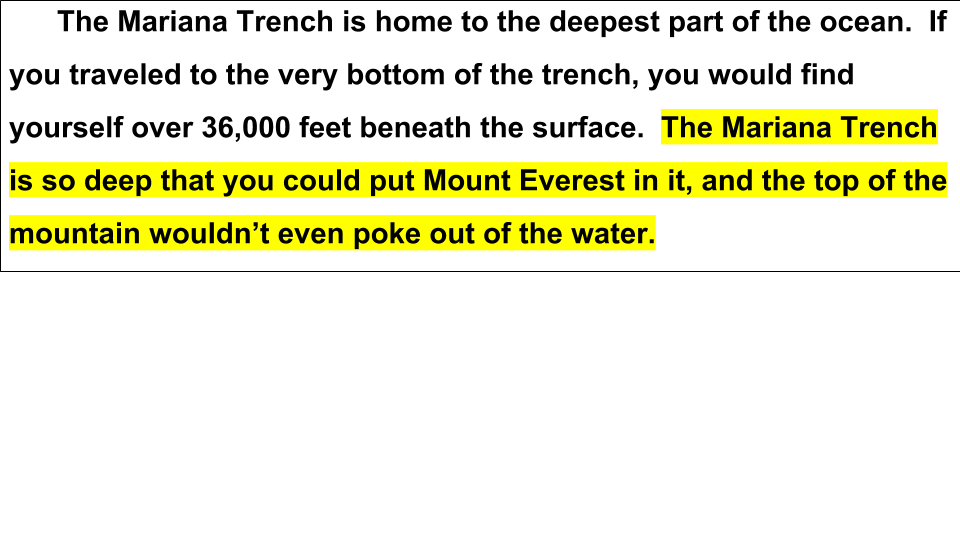 The Mariana Trench is home to the deepest part of the ocean.  If
you traveled to the very bottom of the trench, you would find
yourself over 36,000 feet beneath the surface.  The Mariana Trench
is so deep that you could put Mount Everest in it, and the top of the
mountain wouldn’t even poke out of the water.